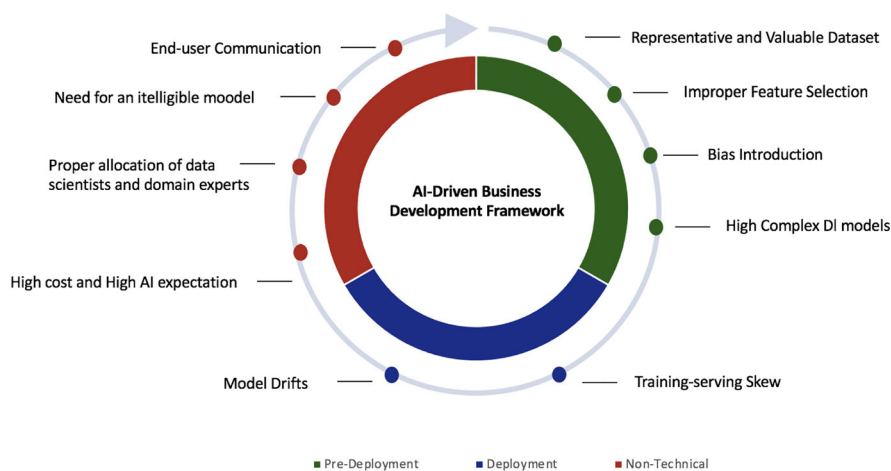 End-user Communication
Representative and Valuable Dataset
Need for an itelligible moodel
Improper Feature Selection
Proper allocation of data
scientists and domain experts
Bias Introduction
AI-Driven Business
Development Framework
High Complex Dl models
High cost and High AI expectation
Model Drifts
Training-serving Skew
Pre-Deployment
Deployment
Non-Technical